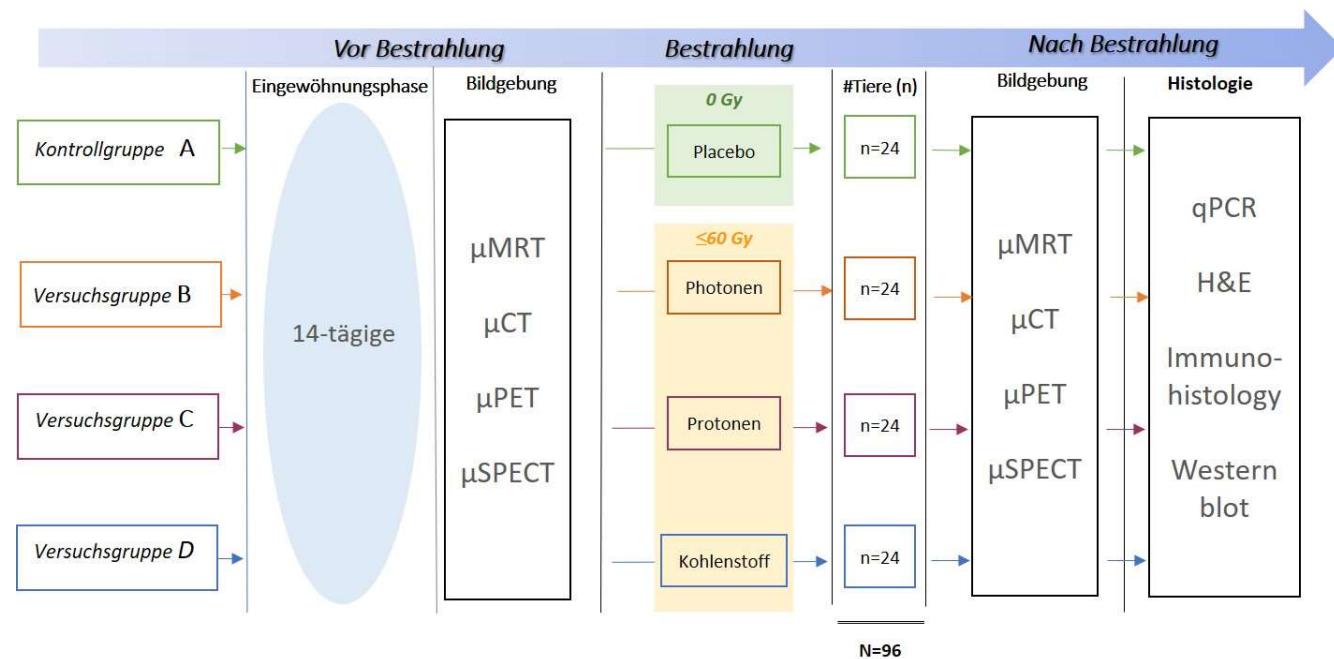 Vor Bestrahlung
Bestrahlung
Nach Bestrahlung
Eingewöhnungsphase
Bildgebung
#Tiere (n)
Bildgebung
Histologie
Kontrollgruppe A
Versuchsgruppe B
Versuchsgruppe C
Versuchsgruppe D
14-tägige
µMRT
µCT
µPET
µSPECT
0 Gy
Placebo
≤60 Gy
Photonen
Protonen
Kohlenstoff
n=24
n=24
n=24
n=24
N=96
µMRT
µCT
µPET
µSPECT
qPCR
H&E
Immuno-
histology
Western
blot